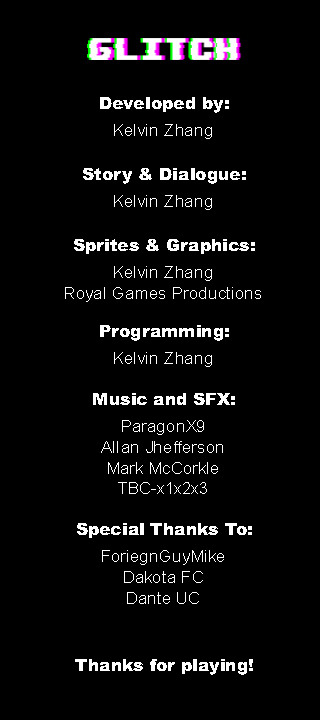 GLITCH
Developed by:
Kelvin Zhang
Story & Dialogue:
Kelvin Zhang
Sprites & Graphics:
Kelvin Zhang
Royal Games Productions
Programming:
Kelvin Zhang
Music and SFX:
ParagonX9
Allan Jhefferson
Mark McCorkle
TBC-x1x2x3
Special Thanks To:
ForiegnGuyMike
Dakota FC
Dante UC
Thanks for playing!